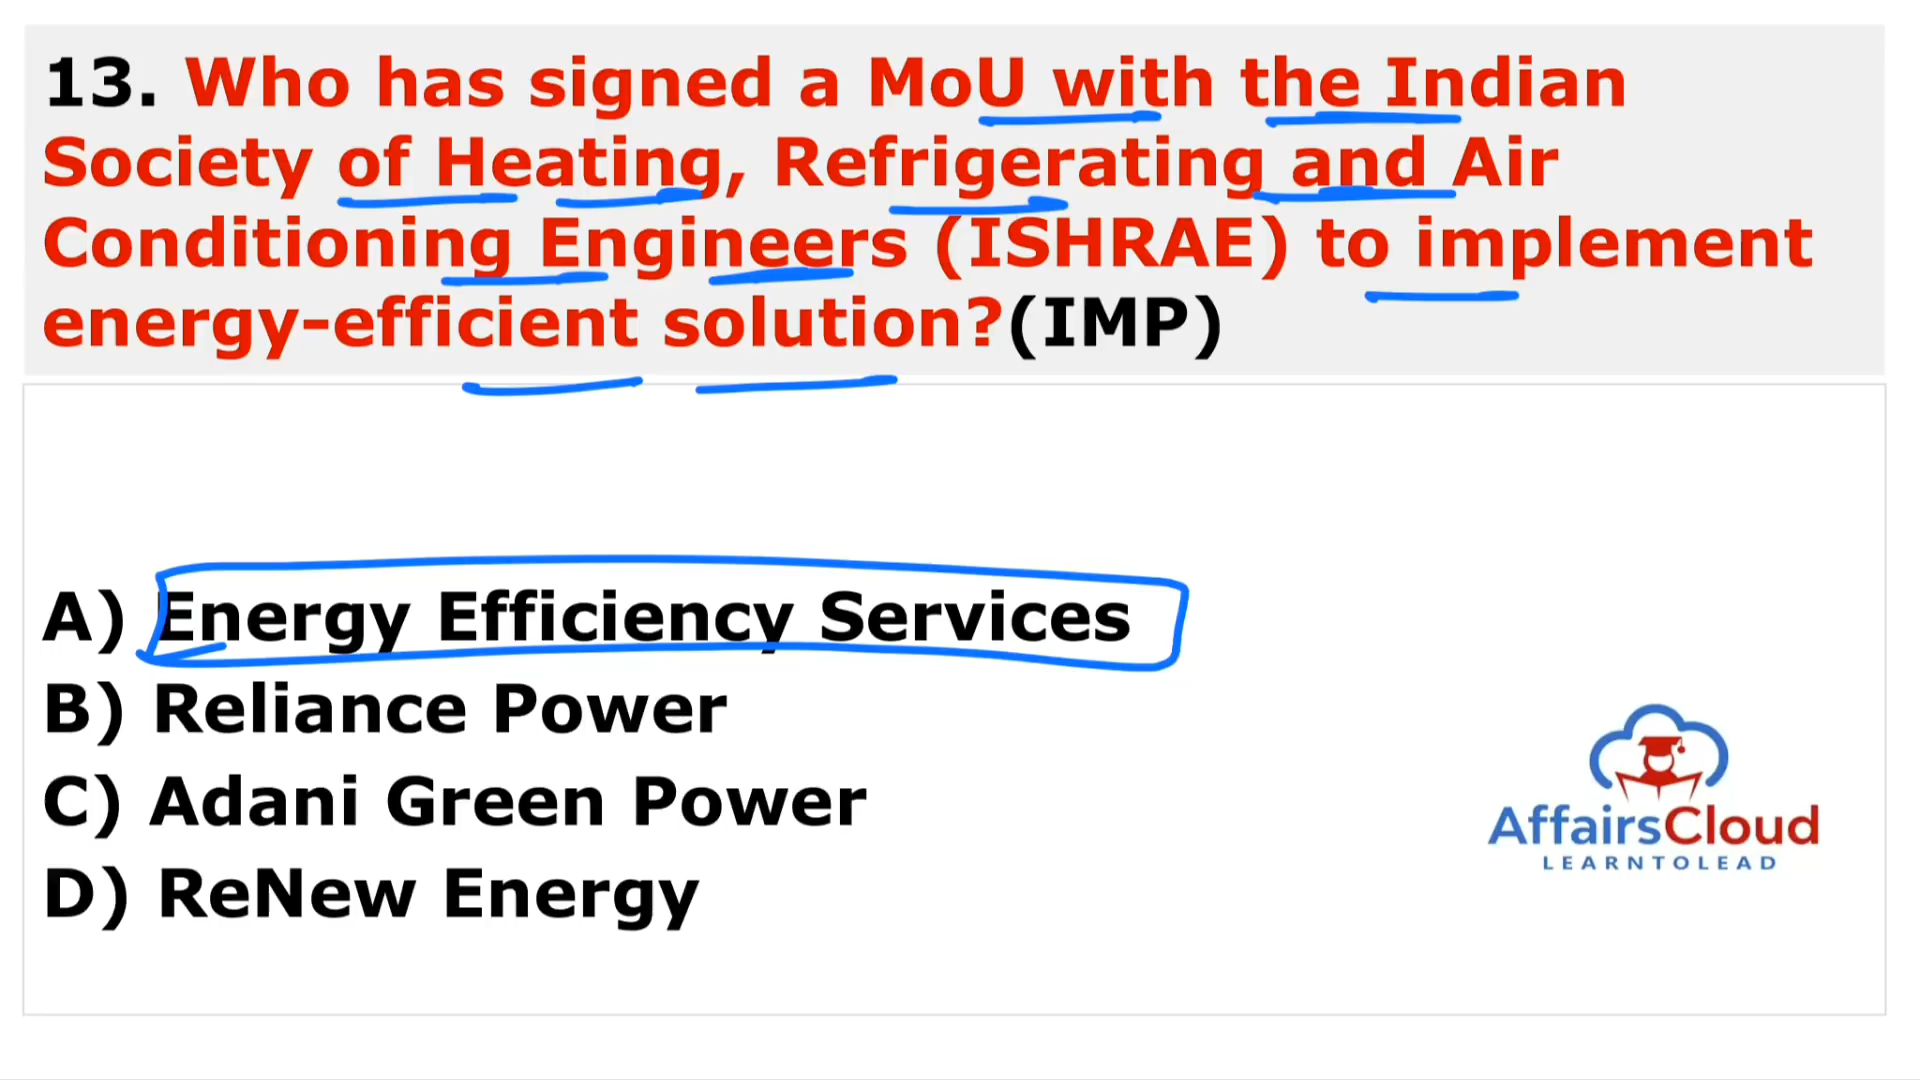 13. Who has signed a MoU with the Indian
Society of Heating, Refrigerating and Air
Conditioning Engineers (ISHRAE) to implement
energy-efficient solution?(IMP)
A) Energy Efficiency Services
B) Reliance Power
C) Adani Green Power
D) ReNew Energy
AffairsCloud
LEARNTOLEAD